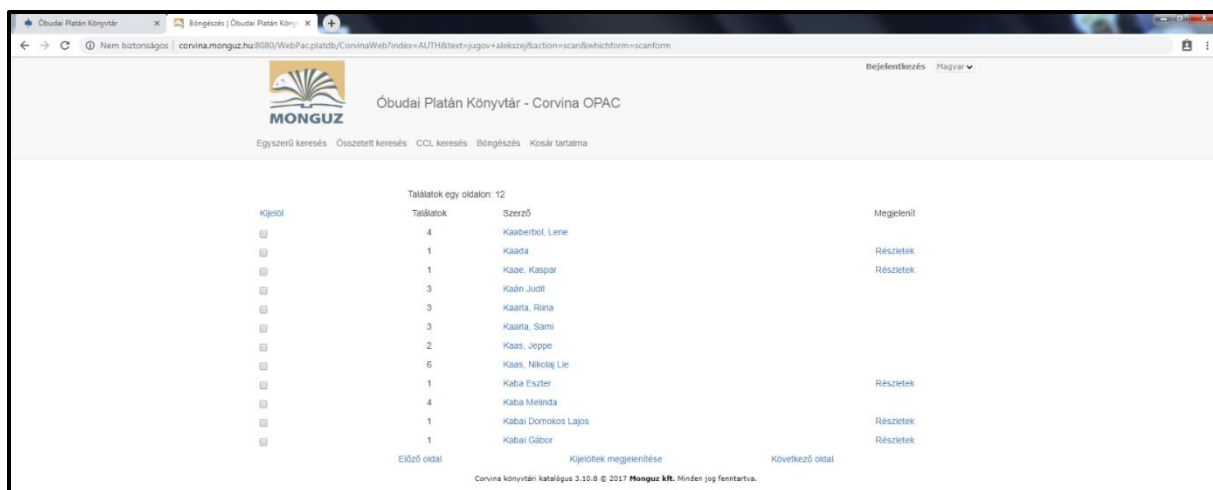 Óbudai Platán Könyvtár
Böngészés | Óbudai Platán Köny
Nem biztonságos | corvina.monguz.hu:8080/WebPac.platdb/CorvinaWeb?index=AUTH&text=jugov+alekszej&action=scan&whichform=scanform
Bejelentkezés Magyar
MONGUZ
Óbudai Platán Könyvtár - Corvina OPAC
Egyszerű keresés Összetett keresés CCL keresés Böngészés Kosár tartalma
Találatok egy oldalon: 12
Kijelöl Találatok Szerző Megjelenít
4 Kaaberbol, Lene
1 Kaada Részletek
1 Kaae, Kaspar Részletek
3 Kaán Judit
3 Kaarla, Riina
3 Kaarla, Sami
2 Kaas, Jeppe
6 Kaas, Nikolaj Lie
1 Kaba Eszter Részletek
4 Kaba Melinda
1 Kabai Domokos Lajos Részletek
1 Kabai Gábor Részletek
Előző oldal Kijelöltek megjelenítése Következő oldal
Corvina könyvtári katalógus 3.10.8 © 2017 Monguz kft. Minden jog fenntartva.